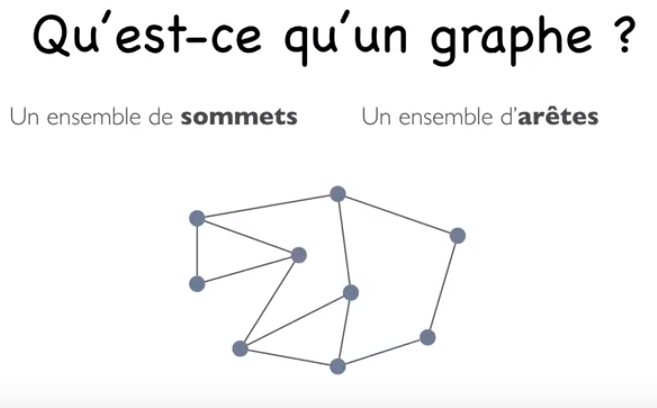 Qu'est-ce qu'un graphe ?
Un ensemble de sommets
Un ensemble d'arêtes